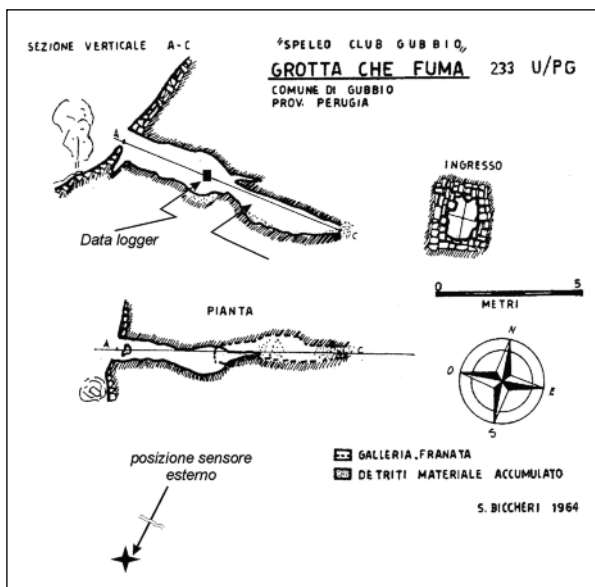 SEZIONE VERTICALE A-C
"SPELEO CLUB GUBBIO„
GROTTA CHE FUMA 233 U/PG
COMUNE DI GUBBIO
PROV. PERUGIA
A
C
Data logger
INGRESSO
0 5
METRI
PIANTA
A
C
N
O
E
S
posizione sensore
esterno
GALLERIA FRANATA
DETRITI MATERIALE ACCUMULATO
S. BICCHERI 1964